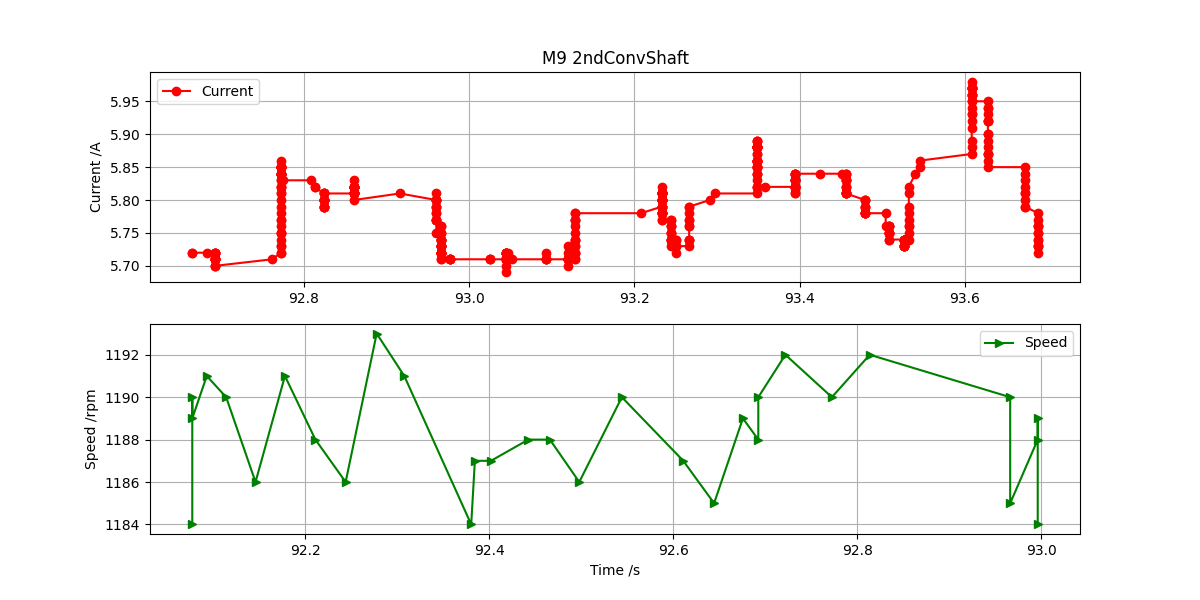 M9 2ndConvShaft
Current
Current /A
5.95
5.90
5.85
5.80
5.75
5.70
92.8 93.0 93.2 93.4 93.6
Speed
Speed /rpm
1192
1190
1188
1186
1184
92.2 92.4 92.6 92.8 93.0
Time /s